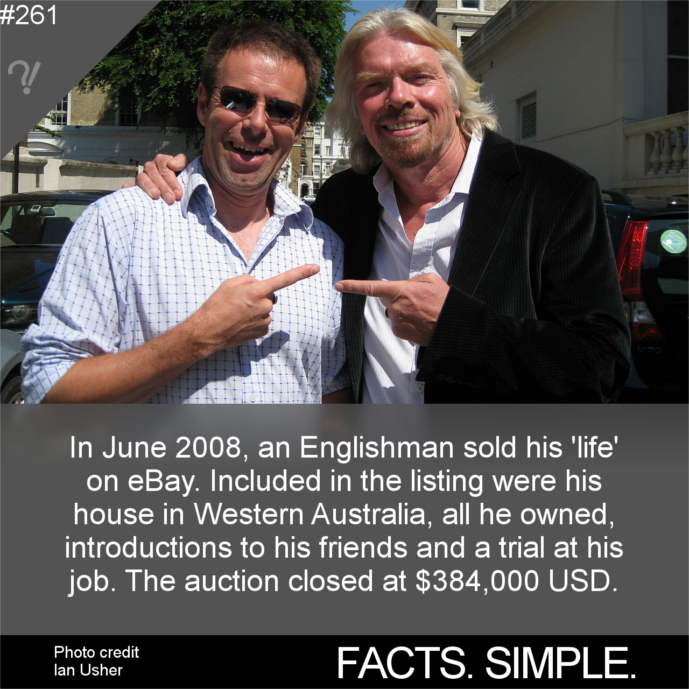 #261
?!
In June 2008, an Englishman sold his 'life'
on eBay. Included in the listing were his
house in Western Australia, all he owned,
introductions to his friends and a trial at his
job. The auction closed at $384,000 USD.
Photo credit
Ian Usher
FACTS. SIMPLE.